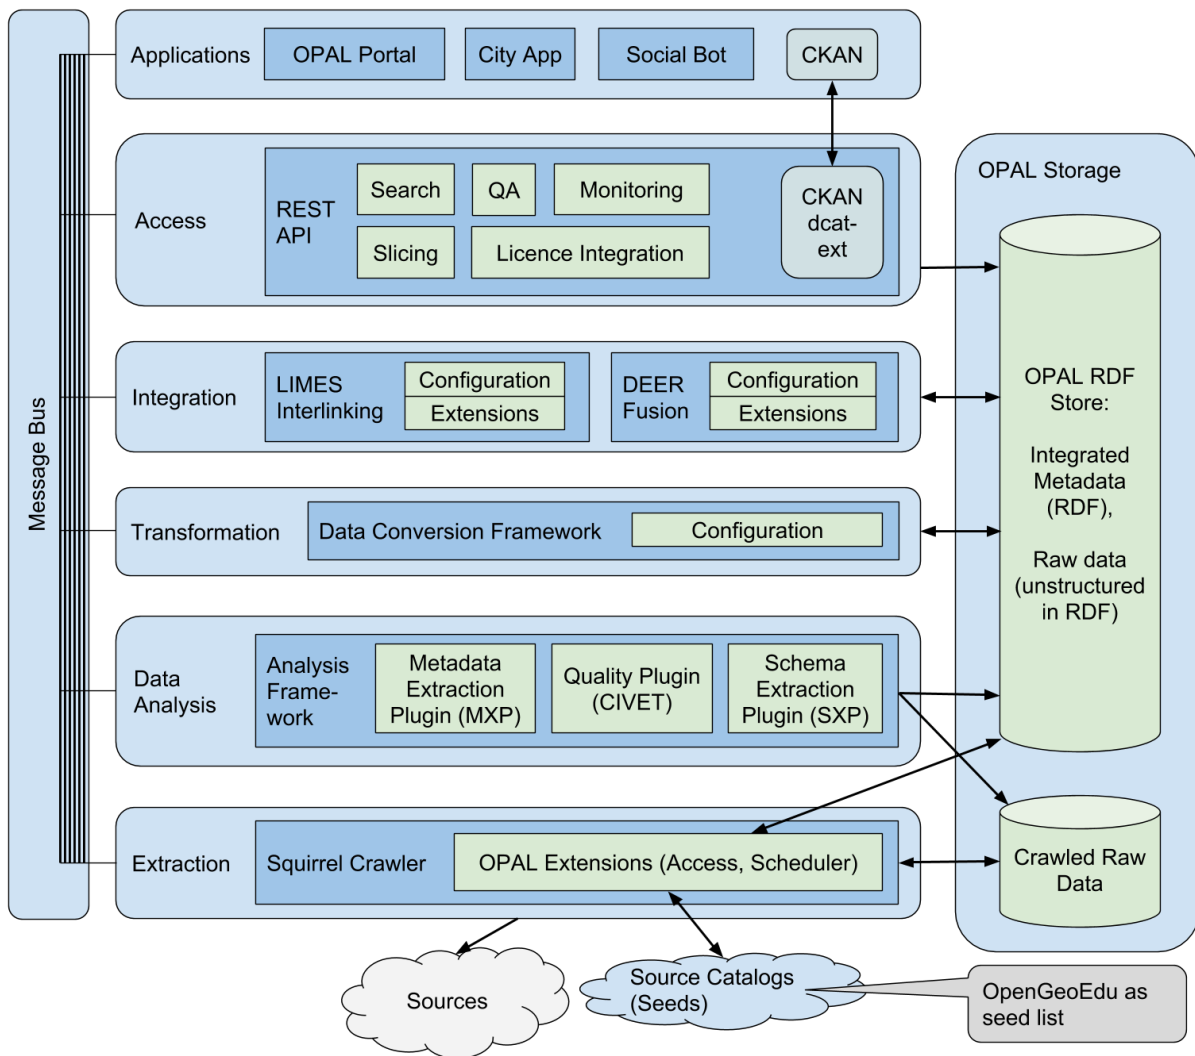 Message Bus
Applications
OPAL Portal
City App
Social Bot
CKAN
Access
REST
API
Search
QA
Monitoring
Slicing
Licence Integration
CKAN
dcat-
ext
Integration
LIMES
Interlinking
Configuration
Extensions
DEER
Fusion
Configuration
Extensions
Transformation
Data Conversion Framework
Configuration
Data
Analysis
Analysis
Frame-
work
Metadata
Extraction
Plugin (MXP)
Quality Plugin
(CIVET)
Schema
Extraction
Plugin (SXP)
Extraction
Squirrel Crawler
OPAL Extensions (Access, Scheduler)
OPAL Storage
OPAL RDF
Store:
Integrated
Metadata
(RDF),
Raw data
(unstructured
in RDF)
Crawled Raw
Data
Sources
Source Catalogs
(Seeds)
OpenGeoEdu as
seed list